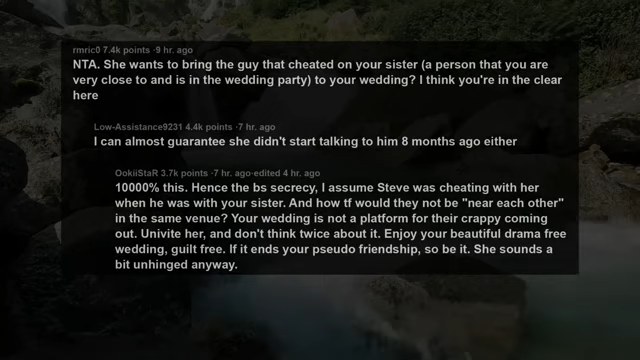 rmric0 7.4k points ·9 hr. ago
NTA. She wants to bring the guy that cheated on your sister (a person that you are
very close to and is in the wedding party) to your wedding? I think you're in the clear
here
Low-Assistance9231 4.4k points ·7 hr. ago
I can almost guarantee she didn't start talking to him 8 months ago either
OokiiStaR 3.7k points ·7 hr. ago·edited 4 hr. ago
10000% this. Hence the bs secrecy, I assume Steve was cheating with her
when he was with your sister. And how tf would they not be "near each other"
in the same venue? Your wedding is not a platform for their crappy coming
out. Univite her, and don't think twice about it. Enjoy your beautiful drama free
wedding, guilt free. If it ends your pseudo friendship, so be it. She sounds a
bit unhinged anyway.